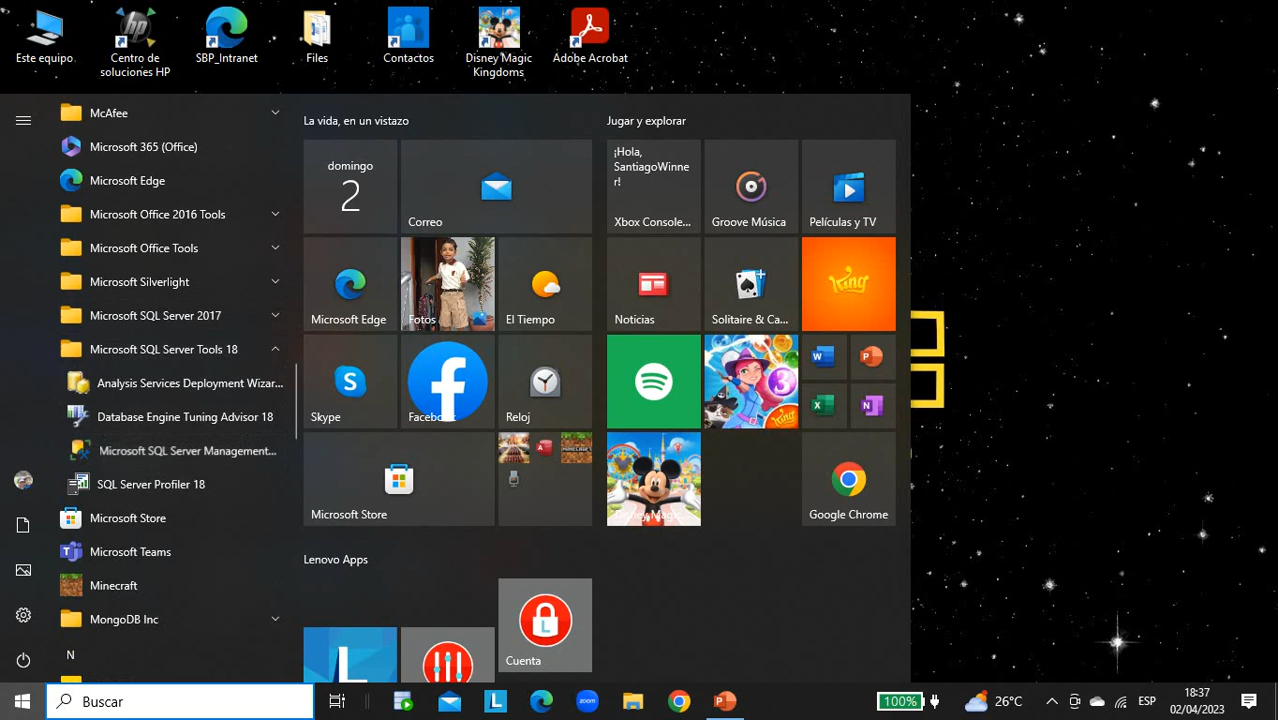 Este equipo
Centro de
soluciones HP
SBP_Intranet
Files
Contactos
Disney Magic
Kingdoms
Adobe Acrobat
McAfee
Microsoft 365 (Office)
Microsoft Edge
Microsoft Office 2016 Tools
Microsoft Office Tools
Microsoft Silverlight
Microsoft SQL Server 2017
Microsoft SQL Server Tools 18
Analysis Services Deployment Wizar...
Database Engine Tuning Advisor 18
Microsoft SQL Server Management...
SQL Server Profiler 18
Microsoft Store
Microsoft Teams
Minecraft
MongoDB Inc
N
La vida, en un vistazo
domingo
2
Correo
Microsoft Edge
Fotos
El Tiempo
Skype
Facebook
Reloj
Microsoft Store
Lenovo Apps
L
Cuenta
Jugar y explorar
¡Hola,
SantiagoWinne
r!
Xbox Console...
Groove Música
Películas y TV
Noticias
Solitaire & Ca...
King
3
King
Disney Magic...
Google Chrome
Buscar
L
zoom
100%
26°C
ESP
18:37
02/04/2023